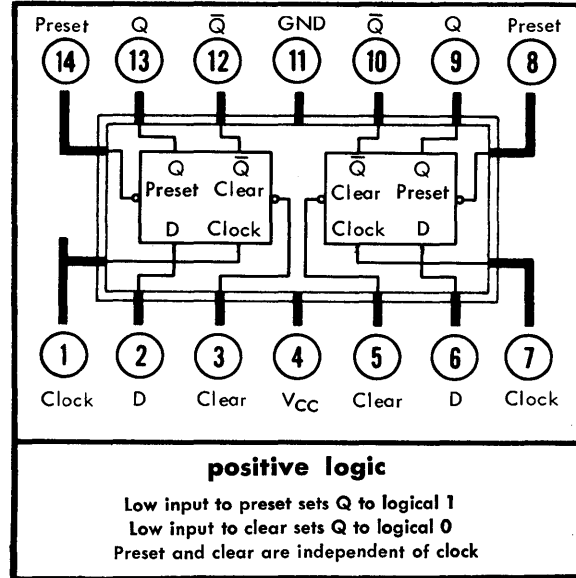 Preset Q Q̅ GND Q̅ Q Preset
14 13 12 11 10 9 8
Q Q̅ Q̅ Q
Preset Clear Clear Preset
D Clock Clock D
1 2 3 4 5 6 7
Clock D Clear VCC Clear D Clock
positive logic
Low input to preset sets Q to logical 1
Low input to clear sets Q to logical 0
Preset and clear are independent of clock